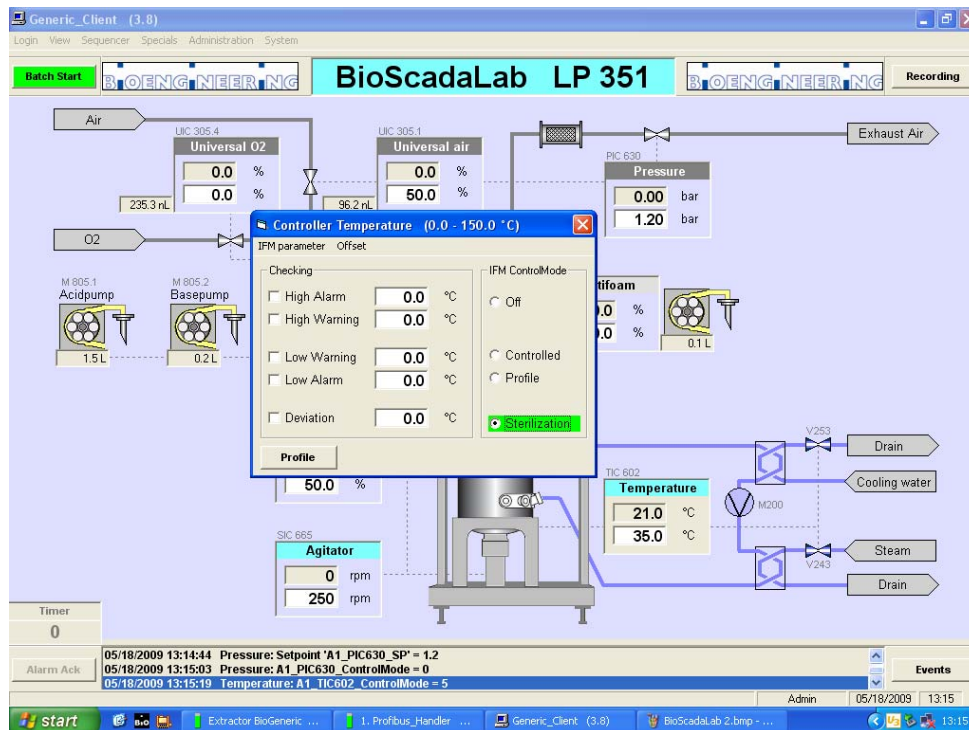 Generic_Client (3.8)
Login View Sequencer Specials Administration System
Batch Start
BIOENGINEERING
BioScadaLab LP 351
BIOENGINEERING
Recording
Air
UIC 305.4
Universal O2
0.0 %
0.0 %
235.3 nL
UIC 305.1
Universal air
0.0 %
50.0 %
96.2 nL
Exhaust Air
PIC 630
Pressure
0.00 bar
1.20 bar
O2
M 805.1
Acidpump
1.5 L
M 805.2
Basepump
0.2 L
Controller Temperature (0.0 - 150.0 °C)
IFM parameter Offset
Checking
High Alarm 0.0 °C
High Warning 0.0 °C
Low Warning 0.0 °C
Low Alarm 0.0 °C
Deviation 0.0 °C
Profile
IFM ControlMode
Off
Controlled
Profile
Sterilization
tifoam
.0 %
.0 %
0.1 L
50.0 %
SIC 665
Agitator
0 rpm
250 rpm
TIC 602
Temperature
21.0 °C
35.0 °C
V253
Drain
Cooling water
M200
Steam
V243
Drain
Timer
0
Alarm Ack
05/18/2009 13:14:44 Pressure: Setpoint 'A1_PIC630_SP' = 1.2
05/18/2009 13:15:03 Pressure: A1_PIC630_ControlMode = 0
05/18/2009 13:15:19 Temperature: A1_TIC602_ControlMode = 5
Events
Admin 05/18/2009 13:15
start
BIO
Extractor BioGeneric ...
1. Profibus_Handler ...
Generic_Client (3.8)
BioScadaLab 2.bmp - ...
13:15